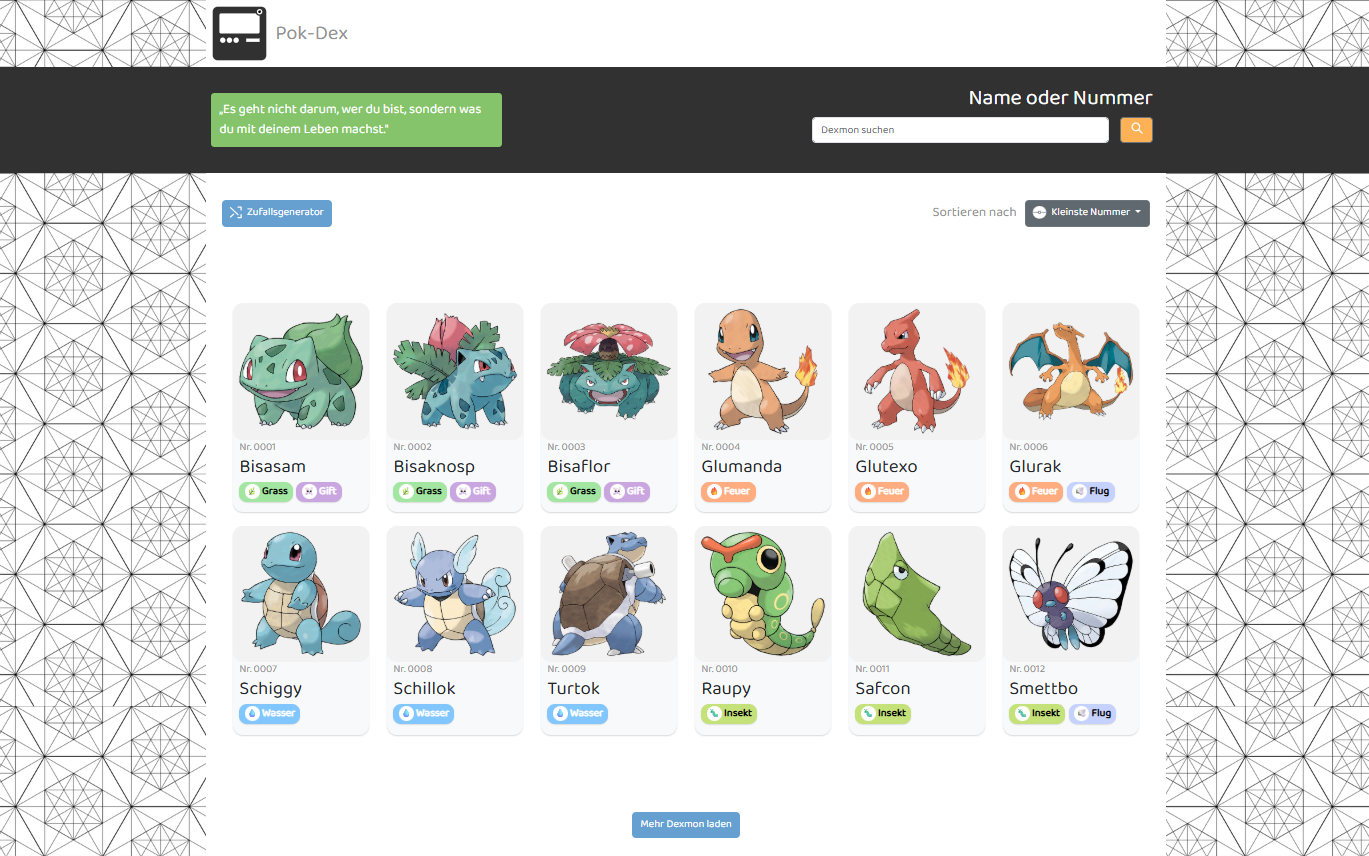 Pok-Dex
„Es geht nicht darum, wer du bist, sondern was
du mit deinem Leben machst."
Name oder Nummer
Dexmon suchen
Zufallsgenerator
Sortieren nach
Kleinste Nummer
Nr. 0001
Bisasam
Grass Gift
Nr. 0002
Bisaknosp
Grass Gift
Nr. 0003
Bisaflor
Grass Gift
Nr. 0004
Glumanda
Feuer
Nr. 0005
Glutexo
Feuer
Nr. 0006
Glurak
Feuer Flug
Nr. 0007
Schiggy
Wasser
Nr. 0008
Schillok
Wasser
Nr. 0009
Turtok
Wasser
Nr. 0010
Raupy
Insekt
Nr. 0011
Safcon
Insekt
Nr. 0012
Smettbo
Insekt Flug
Mehr Dexmon laden